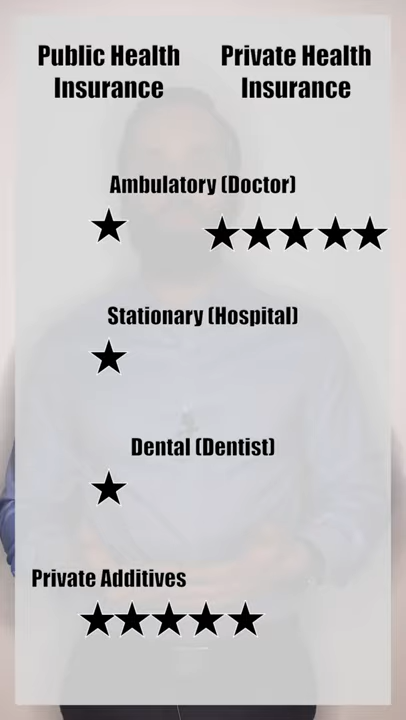 Public Health Private Health
Insurance Insurance
Ambulatory (Doctor)
Stationary (Hospital)
Dental (Dentist)
Private Additives